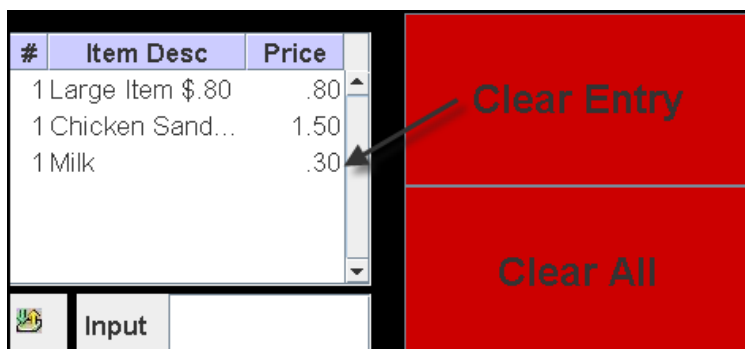 # Item Desc Price
1 Large Item $.80 .80
1 Chicken Sand... 1.50
1 Milk .30
Input
Clear Entry
Clear All